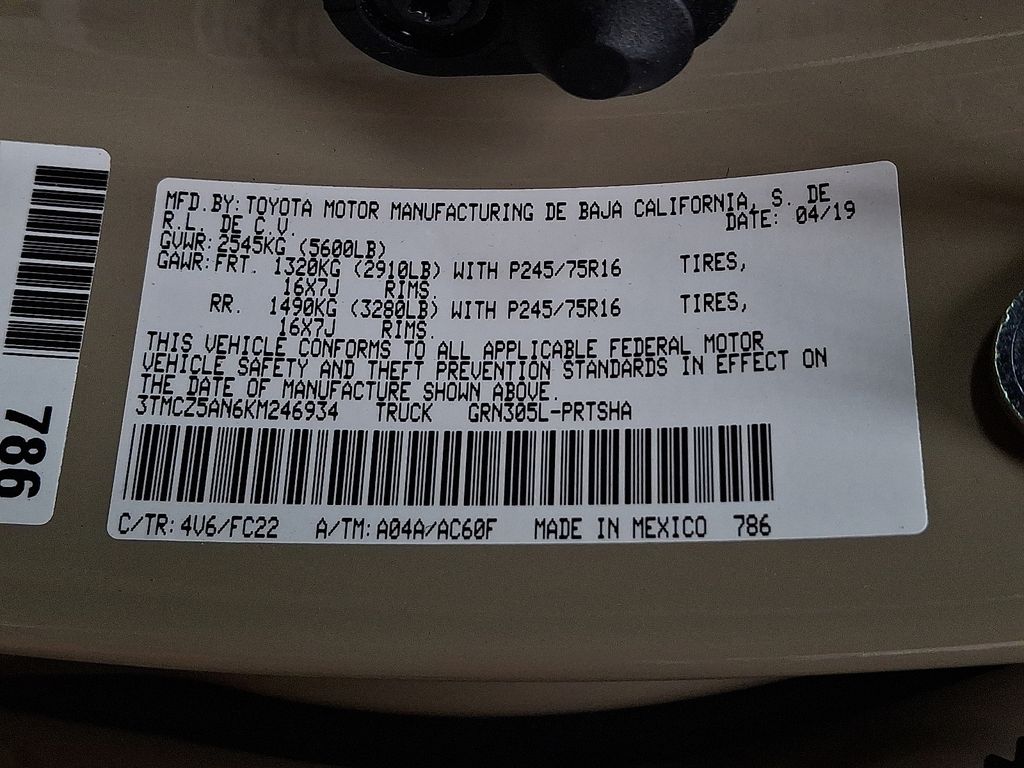 MFD.BY:TOYOTA MOTOR MANUFACTURING DE BAJA CALIFORNIA, S. DE
R.L. DE C.V. DATE: 04/19
GVWR:2545KG (5600LB)
GAWR:FRT. 1320KG (2910LB) WITH P245/75R16 TIRES,
16X7J RIMS
RR. 1490KG (3280LB) WITH P245/75R16 TIRES,
16X7J RIMS.
THIS VEHICLE CONFORMS TO ALL APPLICABLE FEDERAL MOTOR
VEHICLE SAFETY AND THEFT PREVENTION STANDARDS IN EFFECT ON
THE DATE OF MANUFACTURE SHOWN ABOVE.
3TMCZ5AN6KM246934 TRUCK GRN305L-PRTSHA
C/TR:4V6/FC22 A/TM:A04A/AC60F MADE IN MEXICO 786
786